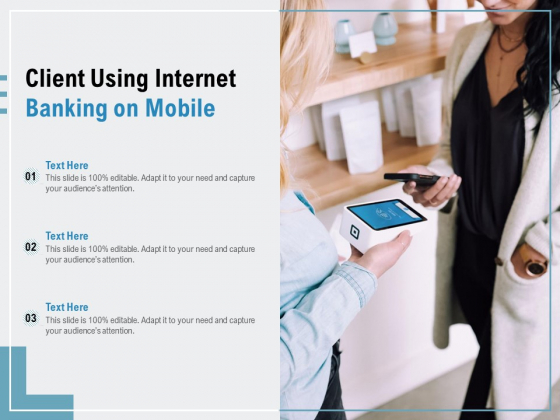 Client Using Internet
Banking on Mobile
01
Text Here
This slide is 100% editable. Adapt it to your need and capture
your audience's attention.
02
Text Here
This slide is 100% editable. Adapt it to your need and capture
your audience's attention.
03
Text Here
This slide is 100% editable. Adapt it to your need and capture
your audience's attention.